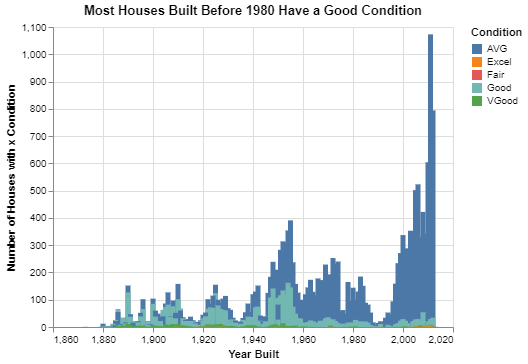 Most Houses Built Before 1980 Have a Good Condition
1,100
1,000
900
800
700
600
500
400
300
200
100
0
Number of Houses with x Condition
1,860
1,880
1,900
1,920
1,940
1,960
1,980
2,000
2,020
Year Built
Condition
AVG
Excel
Fair
Good
VGood